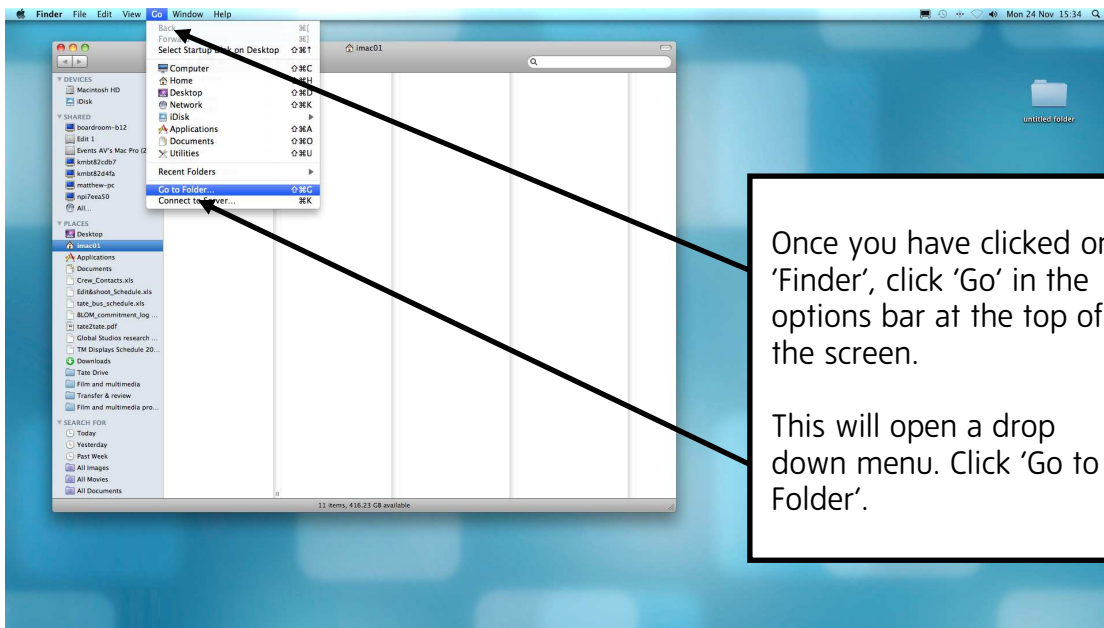 Finder File Edit View Go Window Help
Mon 24 Nov 15:34
Back ⌘[
Forward ⌘]
Select Startup Disk on Desktop ⇧⌘↑
Computer ⇧⌘C
Home ⇧⌘H
Desktop ⇧⌘D
Network ⇧⌘K
iDisk
Applications ⇧⌘A
Documents ⇧⌘O
Utilities ⇧⌘U
Recent Folders
Go to Folder... ⇧⌘G
Connect to Server... ⌘K
imac01
DEVICES
Macintosh HD
iDisk
SHARED
boardroom-b12
Edit 1
Events AV's Mac Pro (2
kmbt82cdb7
kmbt82d4fa
matthew-pc
npi7eea50
All...
PLACES
Desktop
imac01
Applications
Documents
Crew_Contacts.xls
Edit&shoot_Schedule.xls
tate_bus_schedule.xls
BLOM_commitment_log ...
tate2tate.pdf
Global Studios research ...
TM Displays Schedule 20...
Downloads
Tate Drive
Film and multimedia
Transfer & review
Film and multimedia pro...
SEARCH FOR
Today
Yesterday
Past Week
All Images
All Movies
All Documents
11 items, 416.23 GB available
untitled folder
Once you have clicked on
'Finder', click 'Go' in the
options bar at the top of
the screen.
This will open a drop
down menu. Click 'Go to
Folder'.